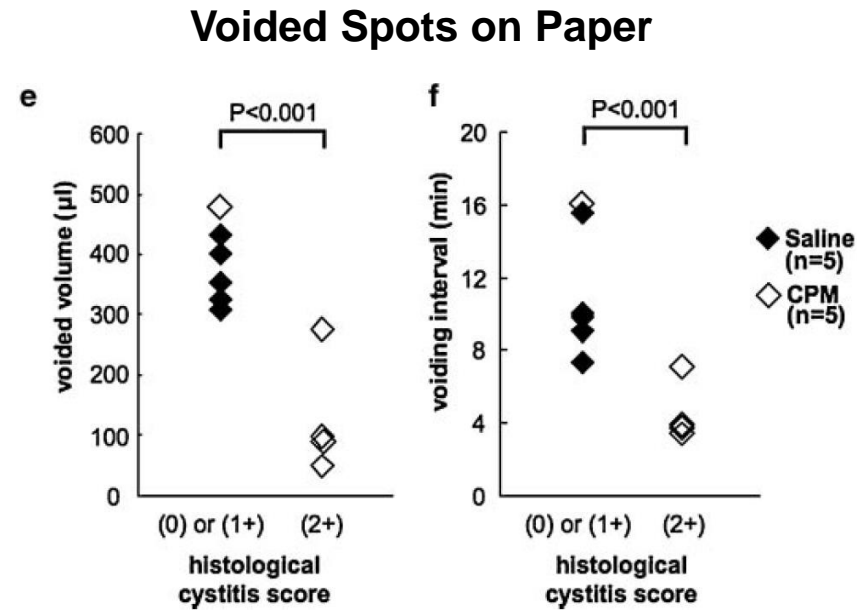 Voided Spots on Paper
e
P<0.001
voided volume (µl)
600
500
400
300
200
100
0
(0) or (1+) (2+)
histological
cystitis score
f
P<0.001
voiding interval (min)
20
16
12
8
4
0
(0) or (1+) (2+)
histological
cystitis score
Saline
(n=5)
CPM
(n=5)